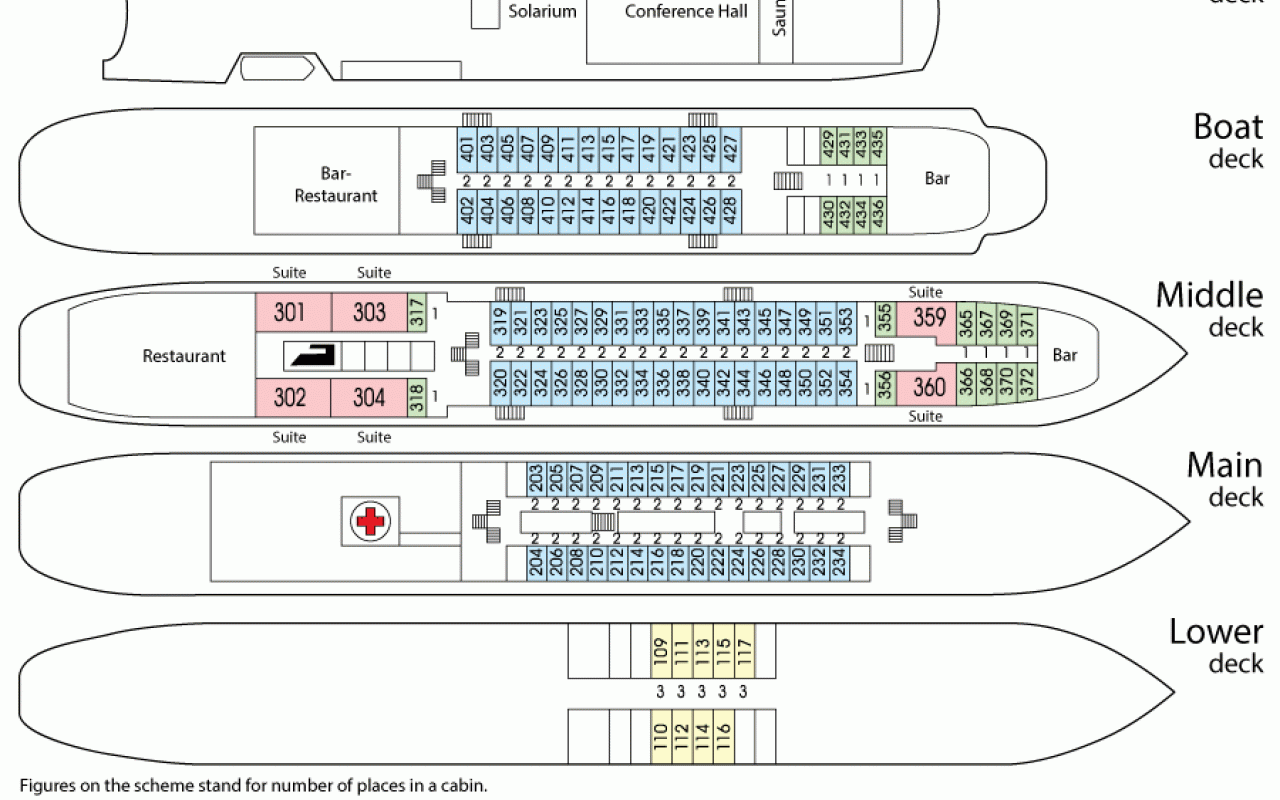 deck
Solarium
Conference Hall
Saun
Boat
deck
401 403 405 407 409 411 413 415 417 419 421 423 425 427
429 431 433 435
Bar-
Restaurant
2 2 2 2 2 2 2 2 2 2 2 2 2 2
1 1 1 1
Bar
402 404 406 408 410 412 414 416 418 420 422 424 426 428
430 432 434 436
Suite Suite
Middle
deck
Suite
301 303 317 1
319 321 323 325 327 329 331 333 335 337 339 341 343 345 347 349 351 353
1 355 359 365 367 369 371
Restaurant
2 2 2 2 2 2 2 2 2 2 2 2 2 2 2 2 2 2
1 1 1 1
Bar
302 304 318 1
320 322 324 326 328 330 332 334 336 338 340 342 344 346 348 350 352 354
1 356 360 366 368 370 372
Suite
Suite Suite
Main
deck
203 205 207 209 211 213 215 217 219 221 223 225 227 229 231 233
2 2 2 2 2 2 2 2 2 2 2 2 2 2 2 2
2 2 2 2 2 2 2 2 2 2 2 2 2 2 2 2
204 206 208 210 212 214 216 218 220 222 224 226 228 230 232 234
Lower
deck
109 111 113 115 117
3 3 3 3 3
110 112 114 116
Figures on the scheme stand for number of places in a cabin.